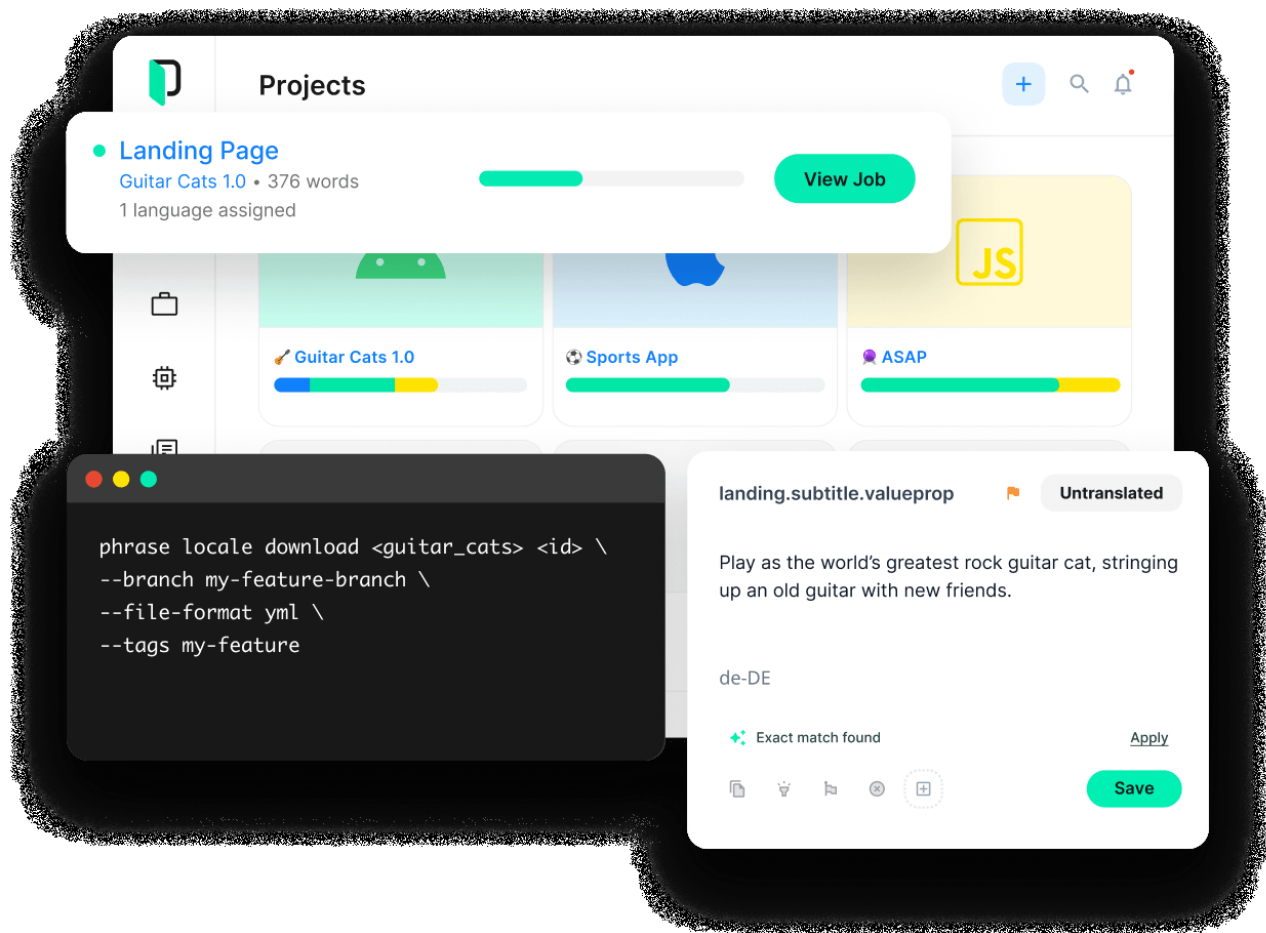 Projects
Landing Page
Guitar Cats 1.0 • 376 words
1 language assigned
View Job
JS
🎸 Guitar Cats 1.0
⚽ Sports App
🔮 ASAP
phrase locale download <guitar_cats> <id> \
--branch my-feature-branch \
--file-format yml \
--tags my-feature
landing.subtitle.valueprop
Untranslated
Play as the world’s greatest rock guitar cat, stringing
up an old guitar with new friends.
de-DE
Exact match found
Apply
Save